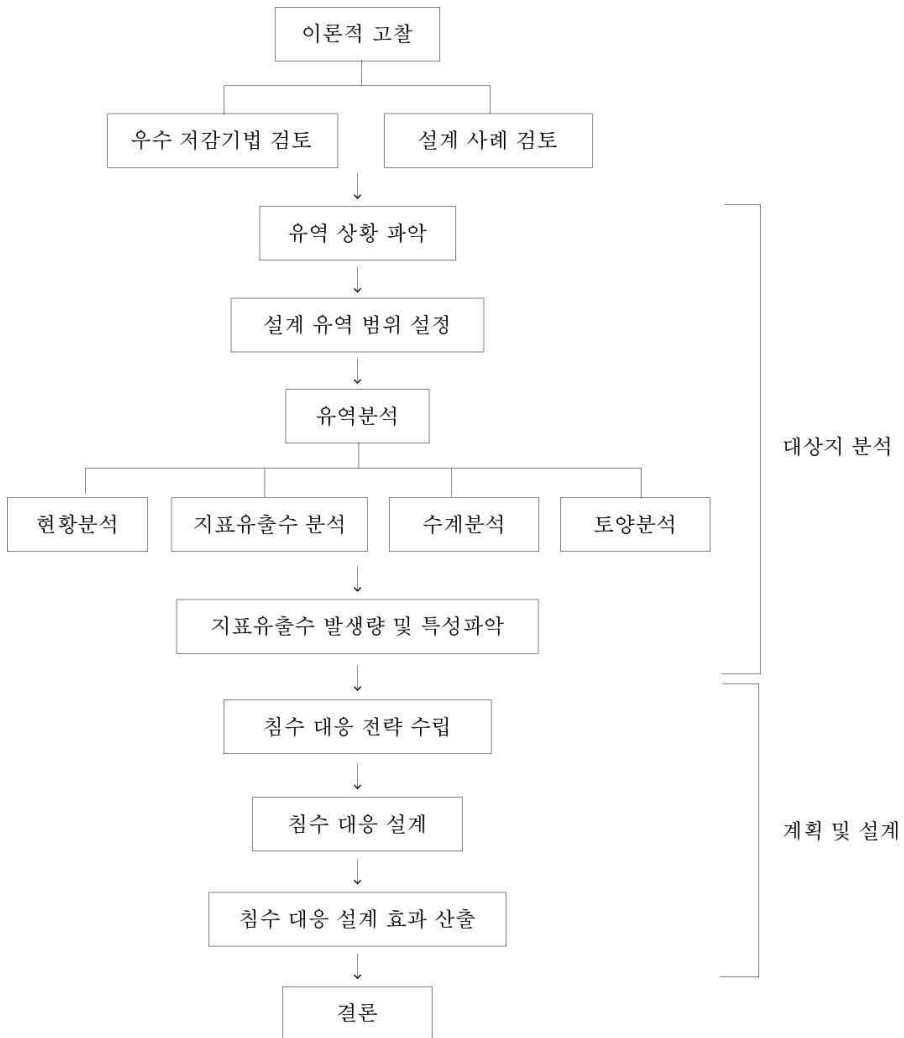 이론적 고찰
우수 저감기법 검토
설계 사례 검토
유역 상황 파악
설계 유역 범위 설정
유역분석
대상지 분석
현황분석
지표유출수 분석
수계분석
토양분석
지표유출수 발생량 및 특성파악
침수 대응 전략 수립
침수 대응 설계
계획 및 설계
침수 대응 설계 효과 산출
결론